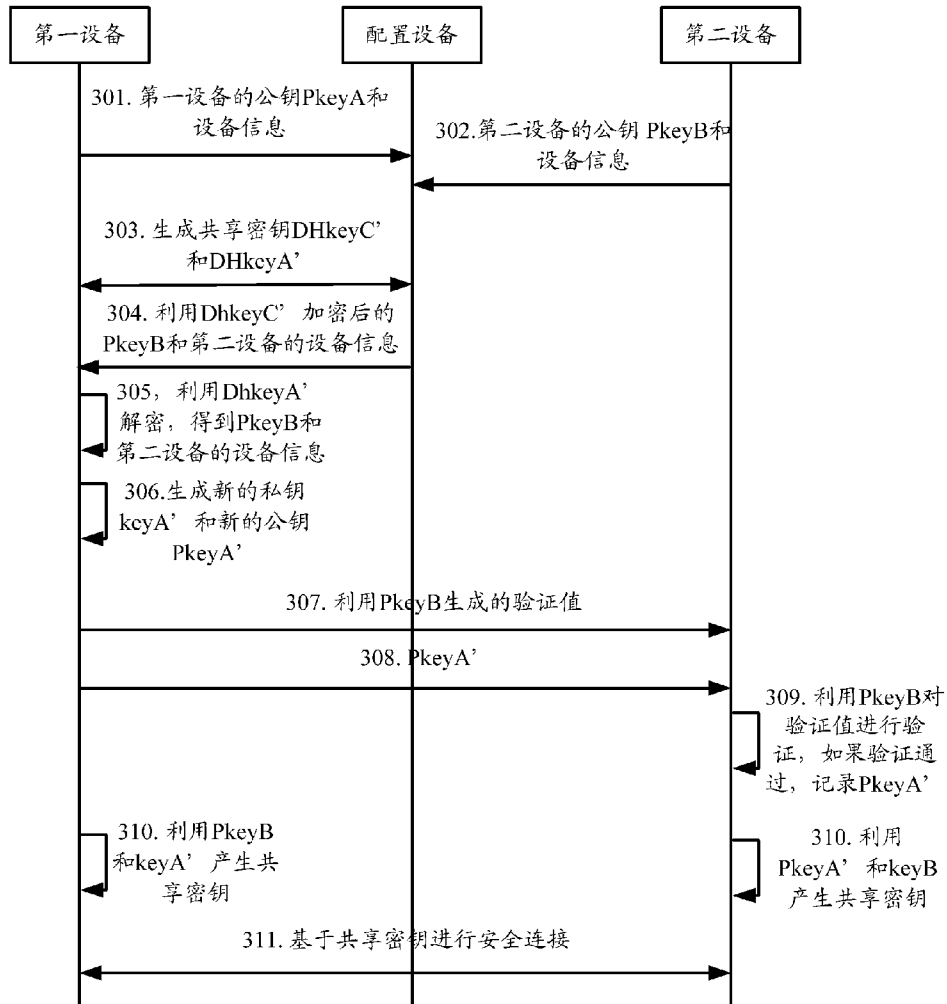 第一设备
配置设备
第二设备
301. 第一设备的公钥PkeyA和
设备信息
302.第二设备的公钥 PkeyB和
设备信息
303. 生成共享密钥DHkeyC’
和DHkeyA’
304. 利用DhkeyC’ 加密后的
PkeyB和第二设备的设备信息
305, 利用DhkeyA’
解密, 得到PkeyB和
第二设备的设备信息
306.生成新的私钥
keyA’ 和新的公钥
PkeyA’
307. 利用PkeyB生成的验证值
308. PkeyA’
309. 利用PkeyB对
验证值进行验
证, 如果验证通
过, 记录PkeyA’
310. 利用PkeyB
和keyA’ 产生共
享密钥
310. 利用
PkeyA’ 和keyB
产生共享密钥
311. 基于共享密钥进行安全连接